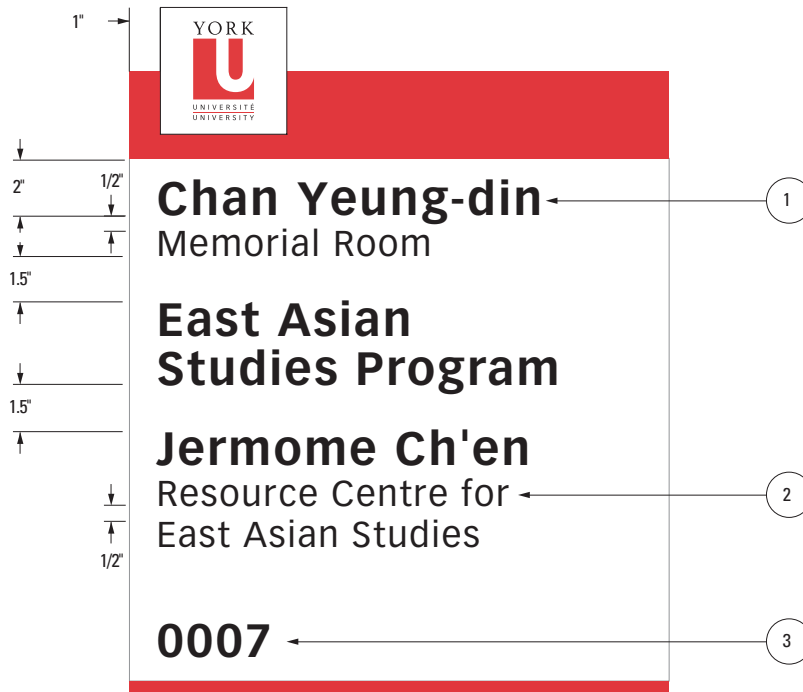 1"
YORK
U
UNIVERSITÉ
UNIVERSITY
2"
1/2"
Chan Yeung-din
1
Memorial Room
1.5"
East Asian
Studies Program
1.5"
Jermome Ch'en
Resource Centre for
2
East Asian Studies
1/2"
0007
3